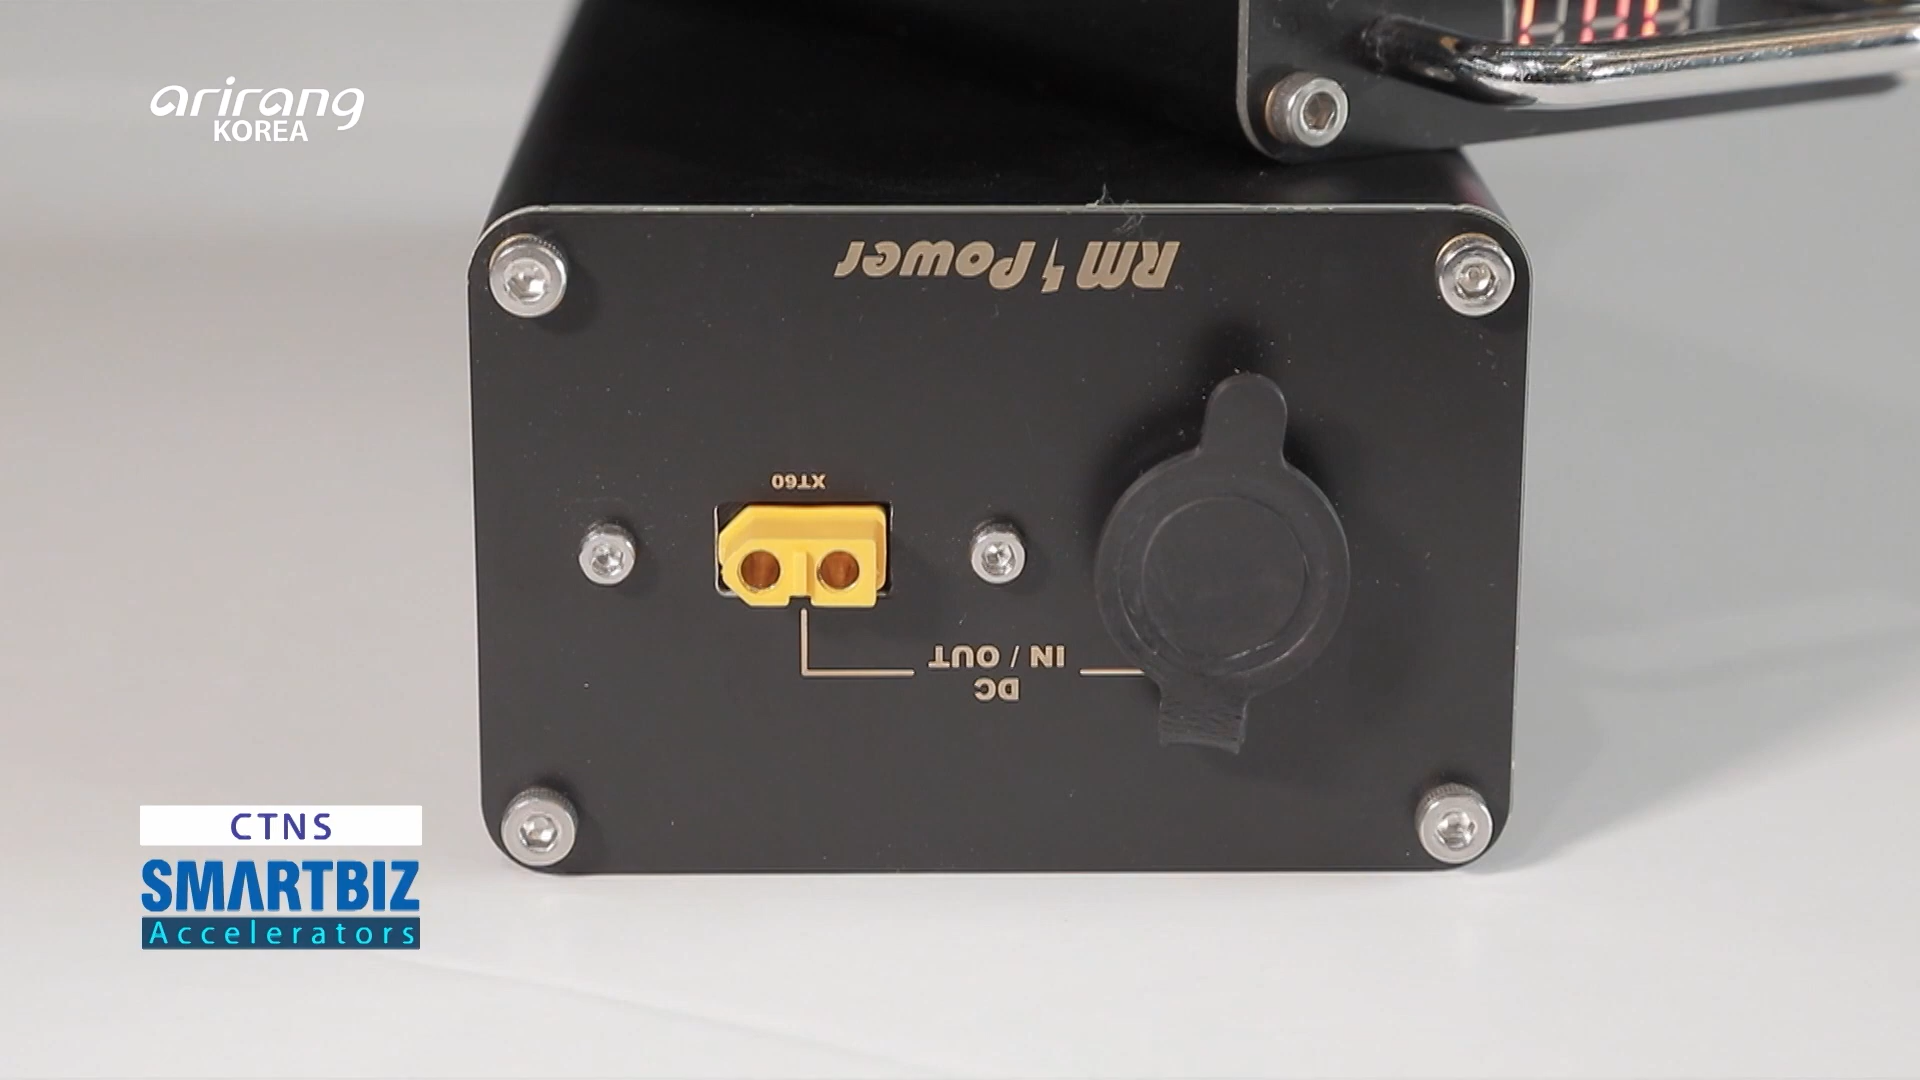 arirang
KOREA
RM Power
XT60
IN / OUT
DC
CTNS
SMARTBIZ
Accelerators